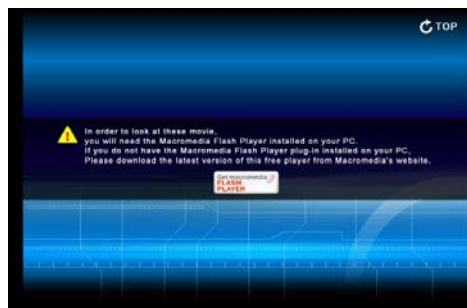 TOP
In order to look at these movie,
you will need the Macromedia Flash Player installed on your PC.
If you do not have the Macromedia Flash Player plug-in installed on your PC,
Please download the latest version of this free player from Macromedia's website.
Get macromedia
FLASH
PLAYER